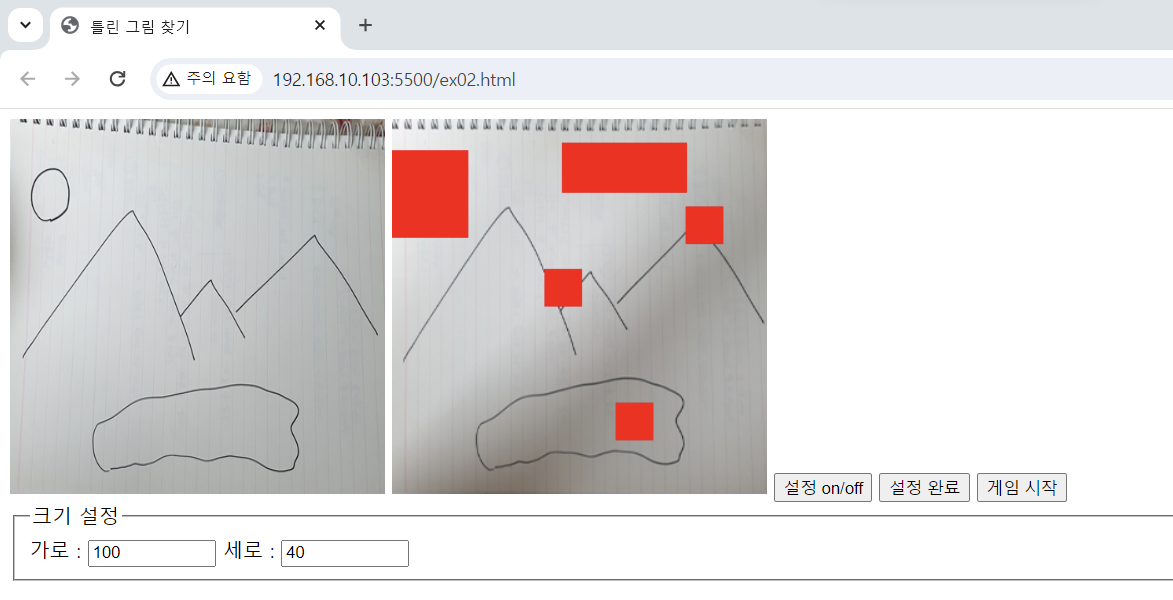 틀린 그림 찾기
주의 요함 192.168.10.103:5500/ex02.html
설정 on/off 설정 완료 게임 시작
크기 설정
가로 : 100 세로 : 40